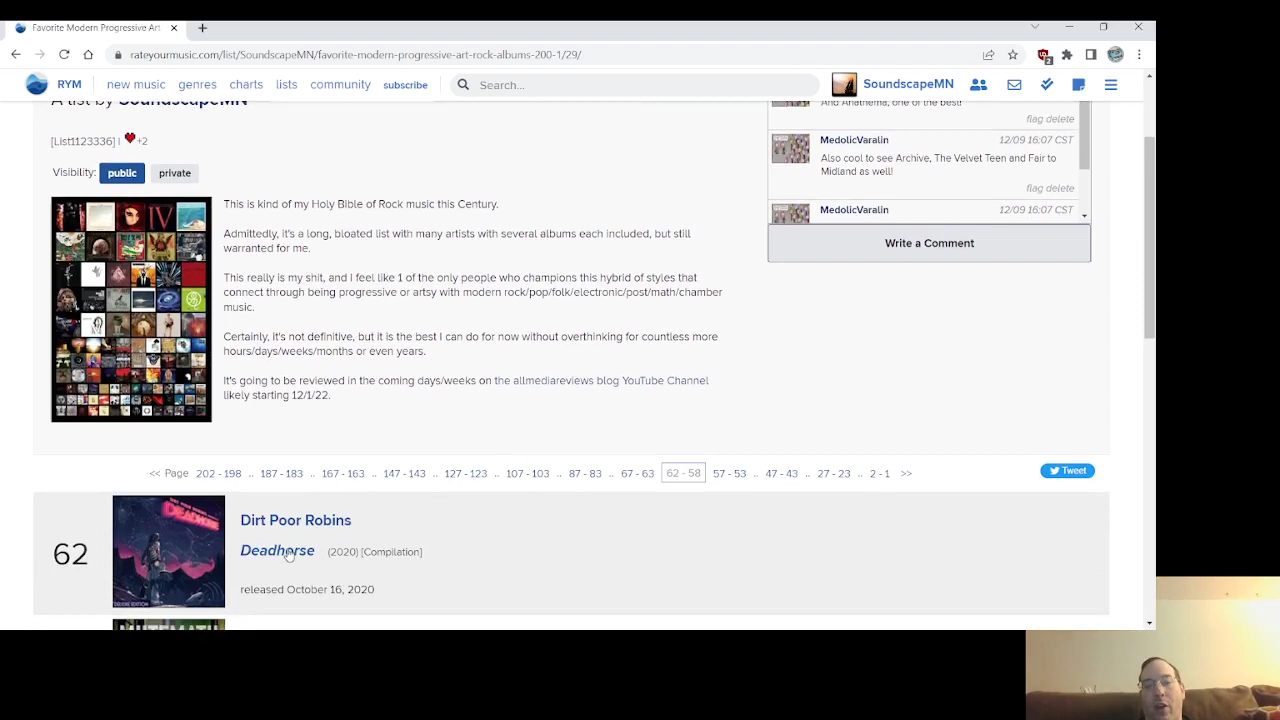 Favorite Modern Progressive Art
rateyourmusic.com/list/SoundscapeMN/favorite-modern-progressive-art-rock-albums-200-1/29/
2
RYM new music genres charts lists community subscribe Search... SoundscapeMN
A list by SoundscapeMN
And Anathema, one of the best!
flag delete
[List1123336] | +2
MedolicVaralin 12/09 16:07 CST
Also cool to see Archive, The Velvet Teen and Fair to
Midland as well!
Visibility: public private
flag delete
MedolicVaralin 12/09 16:07 CST
Write a Comment
IV
This is kind of my Holy Bible of Rock music this Century.
Admittedly, it's a long, bloated list with many artists with several albums each included, but still
warranted for me.
This really is my shit, and I feel like 1 of the only people who champions this hybrid of styles that
connect through being progressive or artsy with modern rock/pop/folk/electronic/post/math/chamber
music.
Certainly, it's not definitive, but it is the best I can do for now without overthinking for countless more
hours/days/weeks/months or even years.
It's going to be reviewed in the coming days/weeks on the allmediareviews blog YouTube Channel
likely starting 12/1/22.
<< Page 202 - 198 .. 187 - 183 .. 167 - 163 .. 147 - 143 .. 127 - 123 .. 107 - 103 .. 87 - 83 .. 67 - 63 62 - 58 57 - 53 .. 47 - 43 .. 27 - 23 .. 2 - 1 >>
Tweet
62
DEADHORSE
DELUXE EDITION
Dirt Poor Robins
Deadhorse (2020) [Compilation]
released October 16, 2020
MUTEMATH